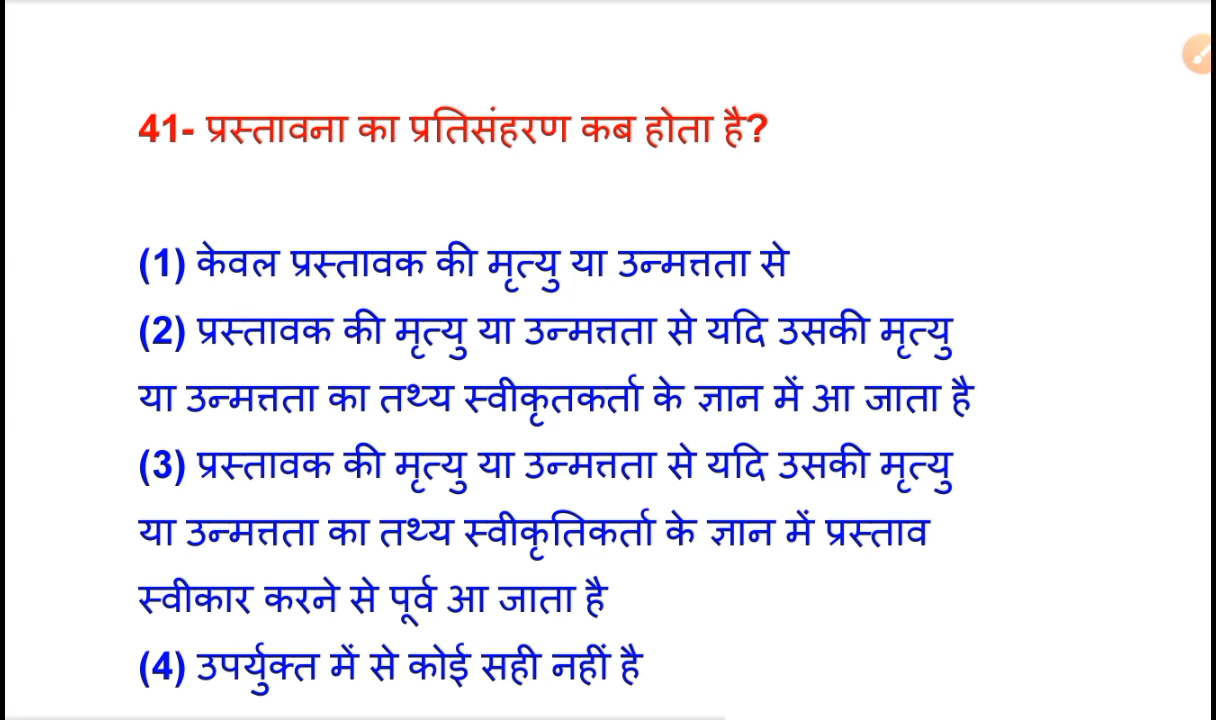 41- प्रस्तावना का प्रतिसंहरण कब होता है?
(1) केवल प्रस्तावक की मृत्यु या उन्मत्तता से
(2) प्रस्तावक की मृत्यु या उन्मत्तता से यदि उसकी मृत्यु
या उन्मत्तता का तथ्य स्वीकृतकर्ता के ज्ञान में आ जाता है
(3) प्रस्तावक की मृत्यु या उन्मत्तता से यदि उसकी मृत्यु
या उन्मत्तता का तथ्य स्वीकृतिकर्ता के ज्ञान में प्रस्ताव
स्वीकार करने से पूर्व आ जाता है
(4) उपर्युक्त में से कोई सही नहीं है